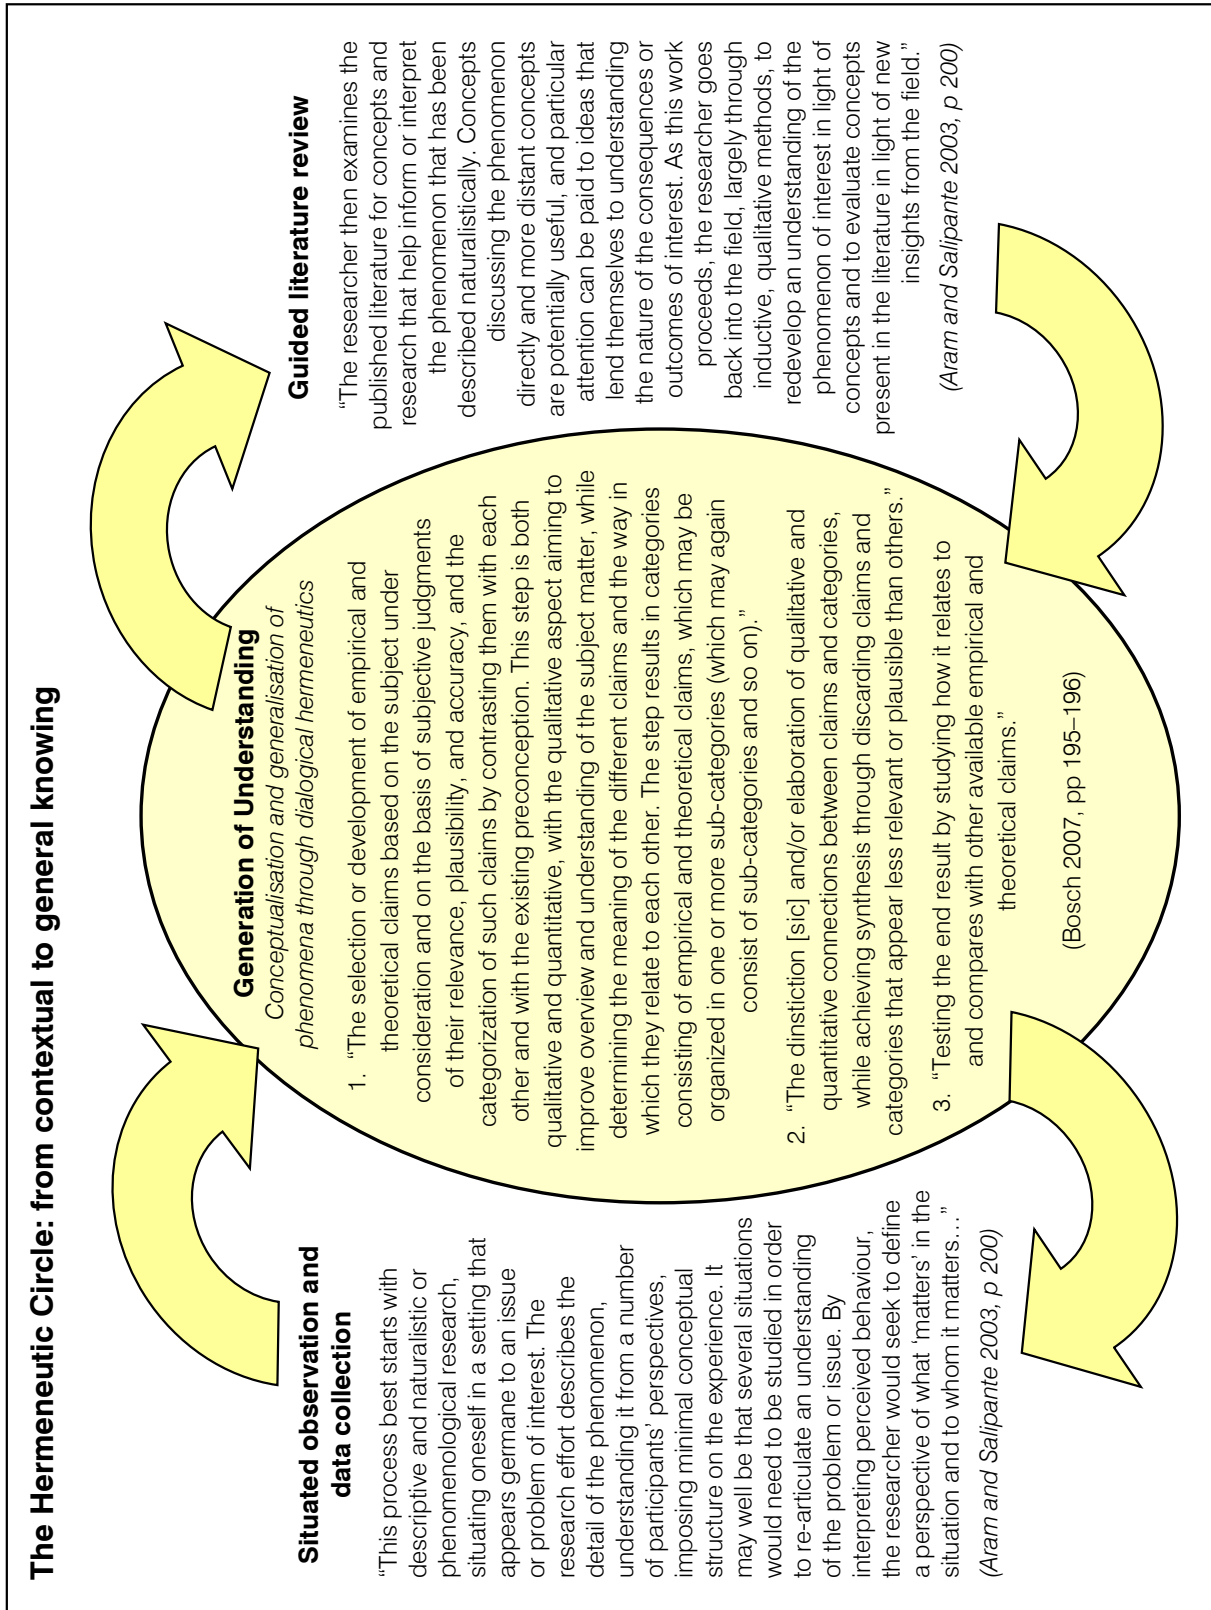 The Hermeneutic Circle: from contextual to general knowing
Situated observation and
data collection
“This process best starts with
descriptive and naturalistic or
phenomenological research,
situating oneself in a setting that
appears germane to an issue
or problem of interest. The
research effort describes the
detail of the phenomenon,
understanding it from a number
of participants’ perspectives,
imposing minimal conceptual
structure on the experience. It
may well be that several situations
would need to be studied in order
to re-articulate an understanding
of the problem or issue. By
interpreting perceived behaviour,
the researcher would seek to define
a perspective of what ‘matters’ in the
situation and to whom it matters…”
(Aram and Salipante 2003, p 200)
Generation of Understanding
Conceptualisation and generalisation of
phenomena through dialogical hermeneutics
1. “The selection or development of empirical and
theoretical claims based on the subject under
consideration and on the basis of subjective judgments
of their relevance, plausibility, and accuracy, and the
categorization of such claims by contrasting them with each
other and with the existing preconception. This step is both
qualitative and quantitative, with the qualitative aspect aiming to
improve overview and understanding of the subject matter, while
determining the meaning of the different claims and the way in
which they relate to each other. The step results in categories
consisting of empirical and theoretical claims, which may be
organized in one or more sub-categories (which may again
consist of sub-categories and so on).”
2. “The dinstiction [sic] and/or elaboration of qualitative and
quantitative connections between claims and categories,
while achieving synthesis through discarding claims and
categories that appear less relevant or plausible than others.”
3. “Testing the end result by studying how it relates to
and compares with other available empirical and
theoretical claims.”
(Bosch 2007, pp 195–196)
Guided literature review
“The researcher then examines the
published literature for concepts and
research that help inform or interpret
the phenomenon that has been
described naturalistically. Concepts
discussing the phenomenon
directly and more distant concepts
are potentially useful, and particular
attention can be paid to ideas that
lend themselves to understanding
the nature of the consequences or
outcomes of interest. As this work
proceeds, the researcher goes
back into the field, largely through
inductive, qualitative methods, to
redevelop an understanding of the
phenomenon of interest in light of
concepts and to evaluate concepts
present in the literature in light of new
insights from the field.”
(Aram and Salipante 2003, p 200)